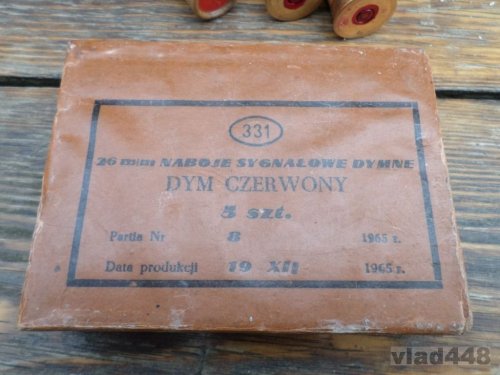 331
26 mm NABOJE SYGNAŁOWE DYMNE
DYM CZERWONY
5 szt.
Partia Nr 8 1965 r.
Data produkcji 19 XII 1965 r.
vlad448